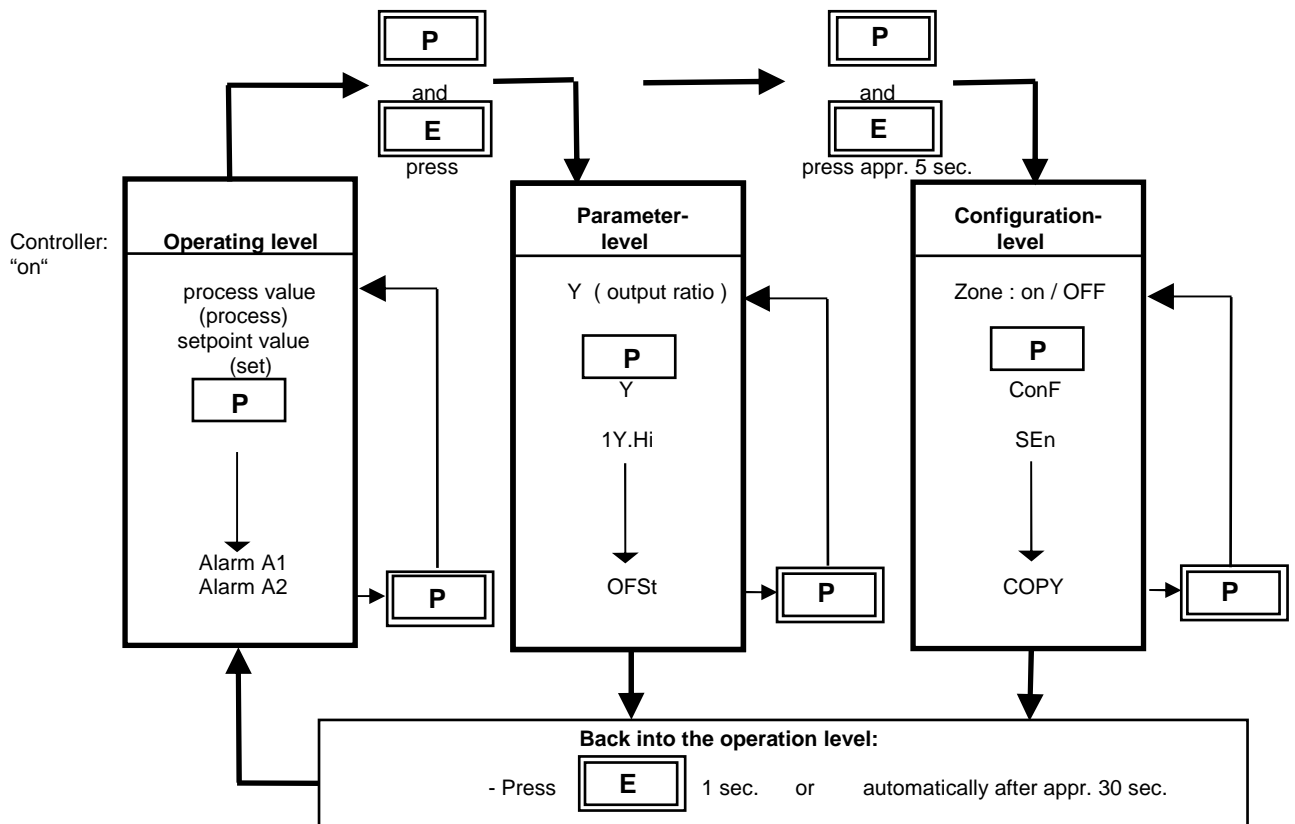 P
and
E
press
P
and
E
press appr. 5 sec.
Controller:
“on“
Operating level
process value
(process)
setpoint value
(set)
P
Alarm A1
Alarm A2
P
Parameter-
level
Y ( output ratio )
P
Y
1Y.Hi
OFSt
P
Configuration-
level
Zone : on / OFF
P
ConF
SEn
COPY
P
Back into the operation level:
- Press E 1 sec. or automatically after appr. 30 sec.